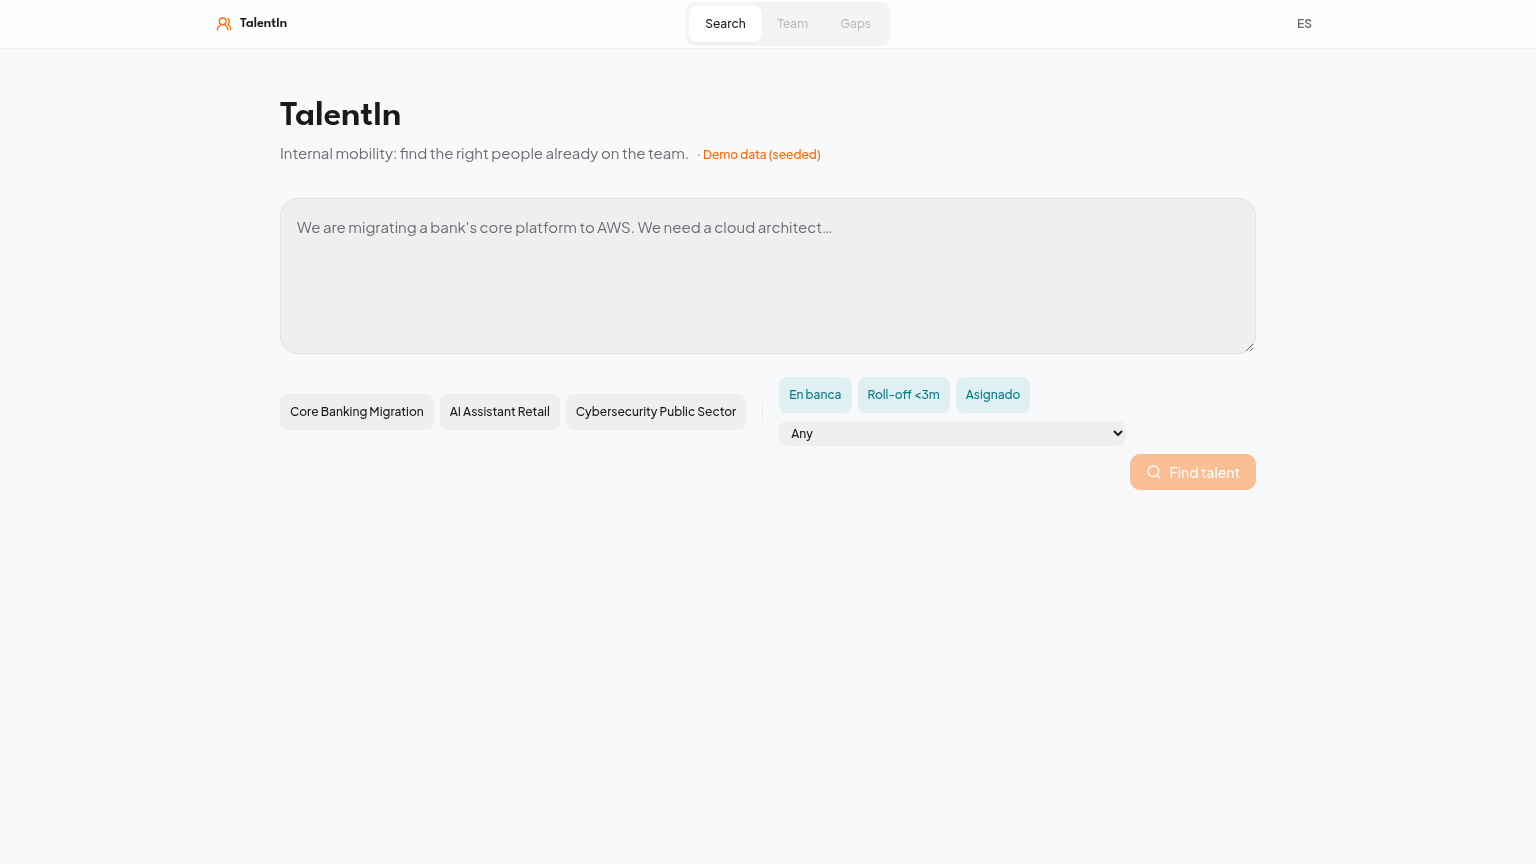 TalentIn
Search
Team
Gaps
ES
TalentIn
Internal mobility: find the right people already on the team. · Demo data (seeded)
We are migrating a bank's core platform to AWS. We need a cloud architect…
Core Banking Migration
AI Assistant Retail
Cybersecurity Public Sector
En banca
Roll-off <3m
Asignado
Any
Find talent